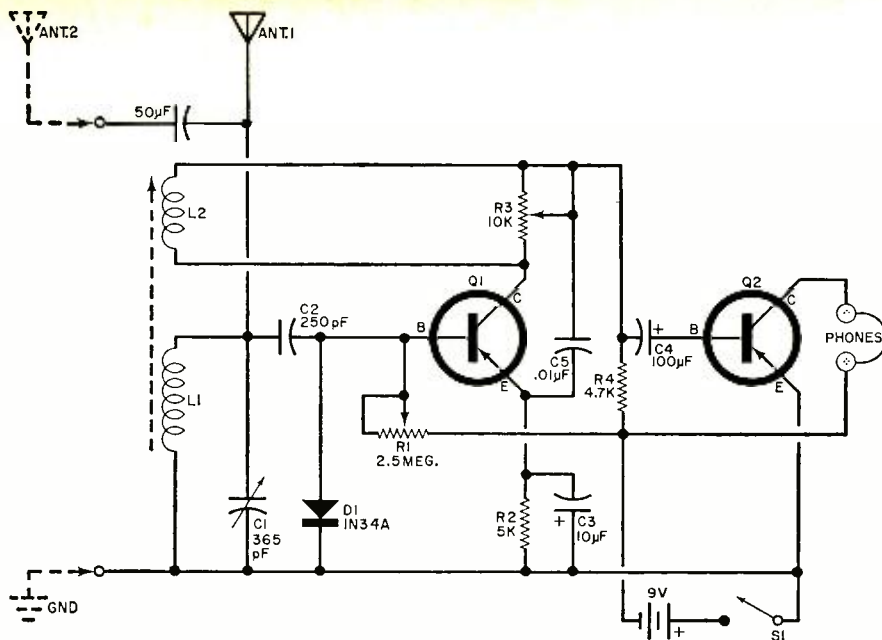 ANT.2
ANT.1
50µF
L2
R3
10K
Q1
C
Q2
C
C2
250pF
B
B
PHONES
C5
.01µF
+
C4
100µF
E
R4
4.7K
E
L1
R1
2.5MEG.
C1
365
pF
D1
1N34A
R2
5K
+
C3
10µF
9V
+
S1
GND